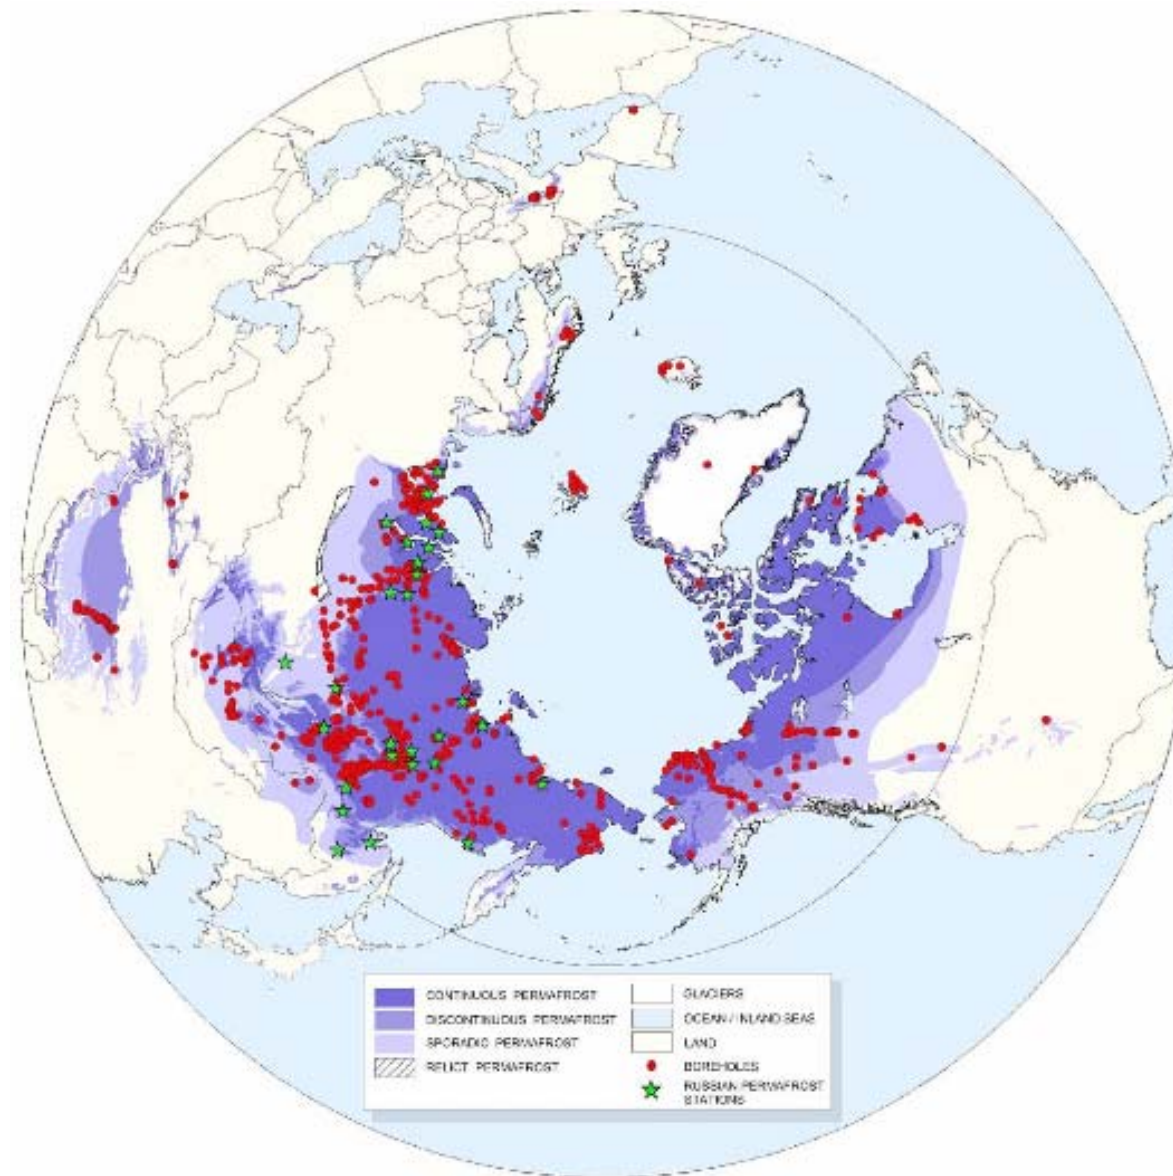 CONTINUOUS PERMAFROST
DISCONTINUOUS PERMAFROST
SPORADIC PERMAFROST
RELICT PERMAFROST
GLACIERS
OCEAN / INLAND SEAS
LAND
BOREHOLES
RUSSIAN PERMAFROST
STATIONS